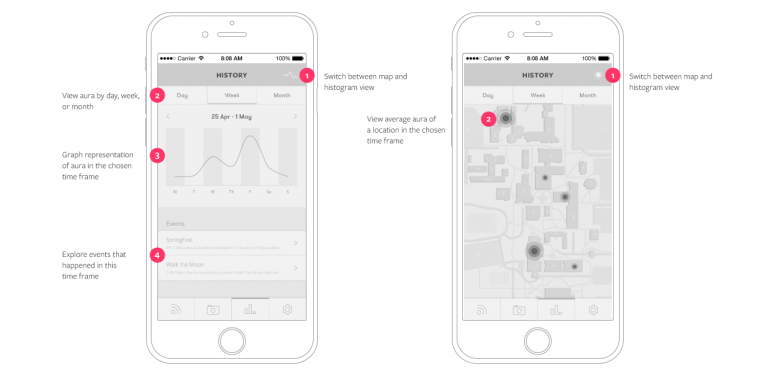 ●●●●○ Carrier 8:08 AM 100%
HISTORY
1
Switch between map and
histogram view
View aura by day, week,
or month
2
Day Week Month
< 25 Apr - 1 May >
Graph representation
of aura in the chosen
time frame
3
M T W Th F Sa S
Events
Explore events that
happened in this
time frame
4
SpringFest
Walk the Moon
●●●●○ Carrier 8:08 AM 100%
HISTORY
1
Switch between map and
histogram view
Day Week Month
View average aura of
a location in the chosen
time frame
2